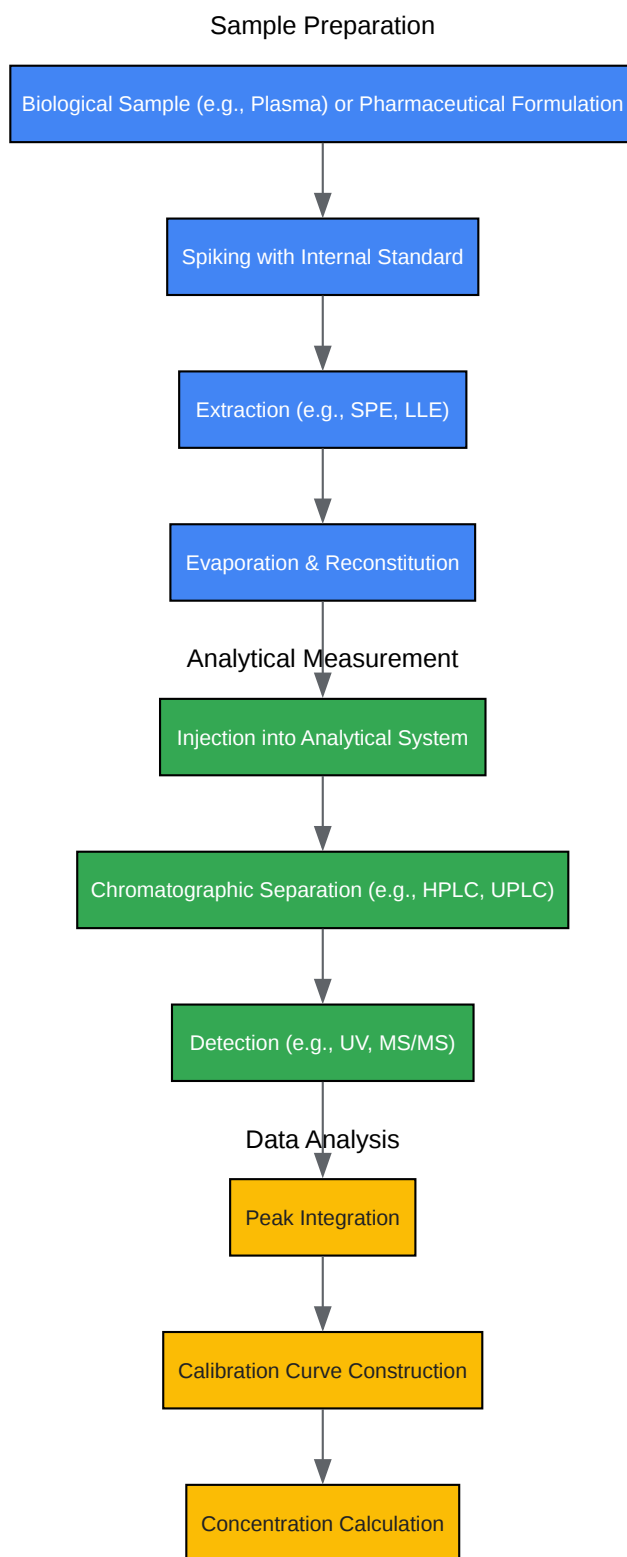 Sample Preparation
Biological Sample (e.g., Plasma) or Pharmaceutical Formulation
Spiking with Internal Standard
Extraction (e.g., SPE, LLE)
Evaporation & Reconstitution
Analytical Measurement
Injection into Analytical System
Chromatographic Separation (e.g., HPLC, UPLC)
Detection (e.g., UV, MS/MS)
Data Analysis
Peak Integration
Calibration Curve Construction
Concentration Calculation